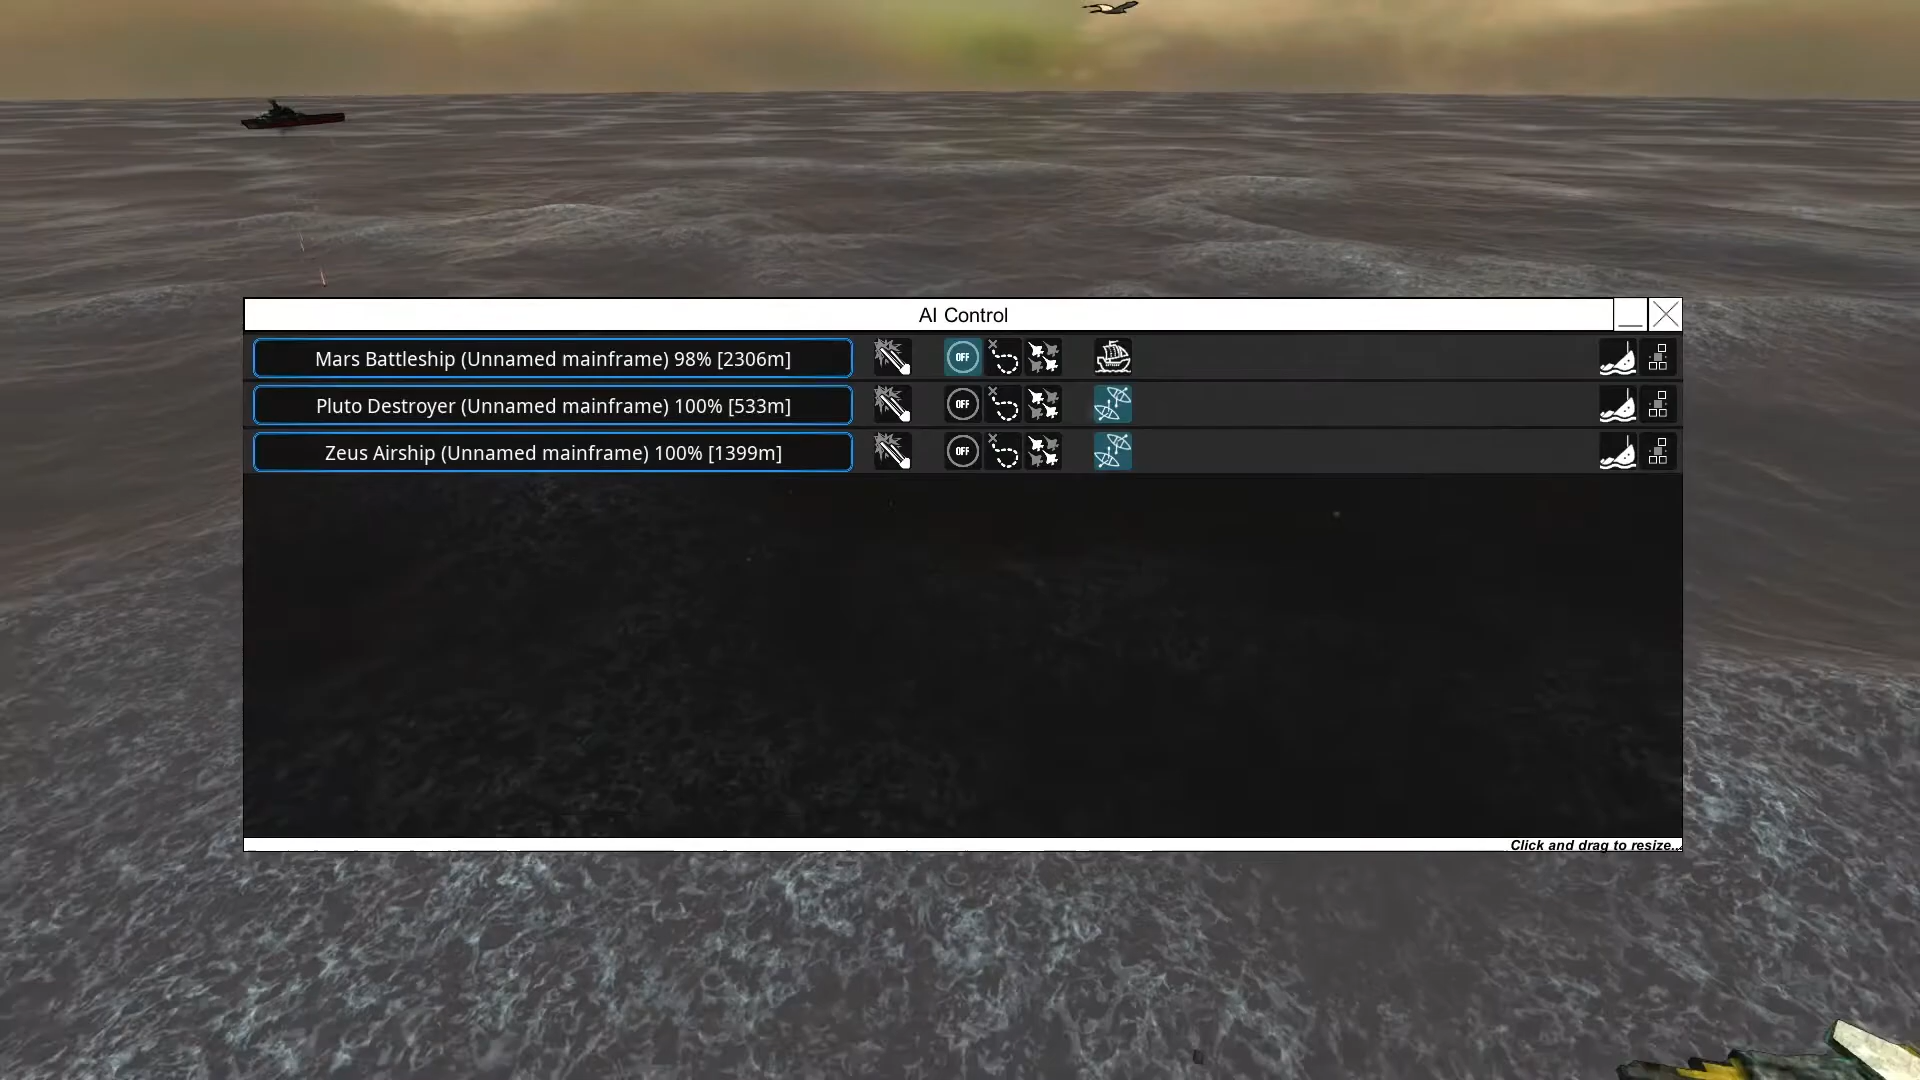 AI Control
Mars Battleship (Unnamed mainframe) 98% [2306m]
OFF
Pluto Destroyer (Unnamed mainframe) 100% [533m]
OFF
Zeus Airship (Unnamed mainframe) 100% [1399m]
OFF
Click and drag to resize...